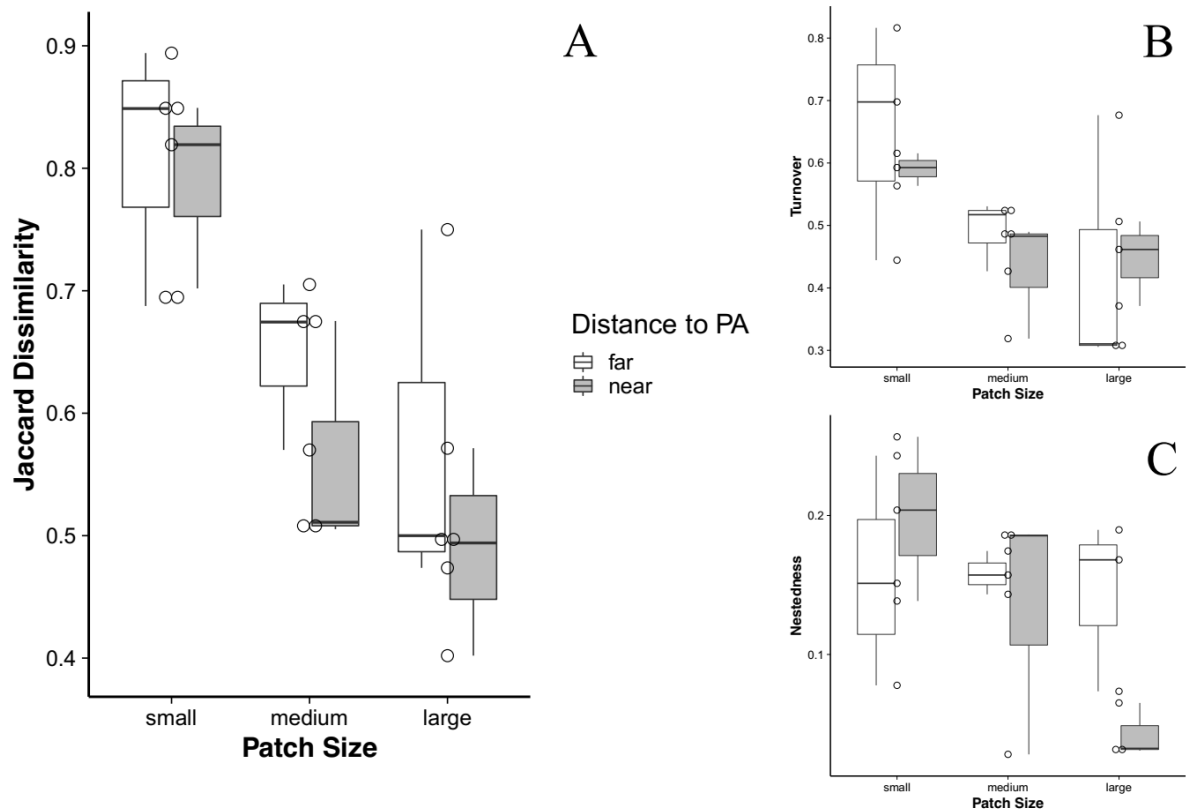 A
Jaccard Dissimilarity
0.9
0.8
0.7
0.6
0.5
0.4
small medium large
Patch Size
Distance to PA
far
near
B
Turnover
0.8
0.7
0.6
0.5
0.4
0.3
small medium large
Patch Size
C
Nestedness
0.2
0.1
small medium large
Patch Size